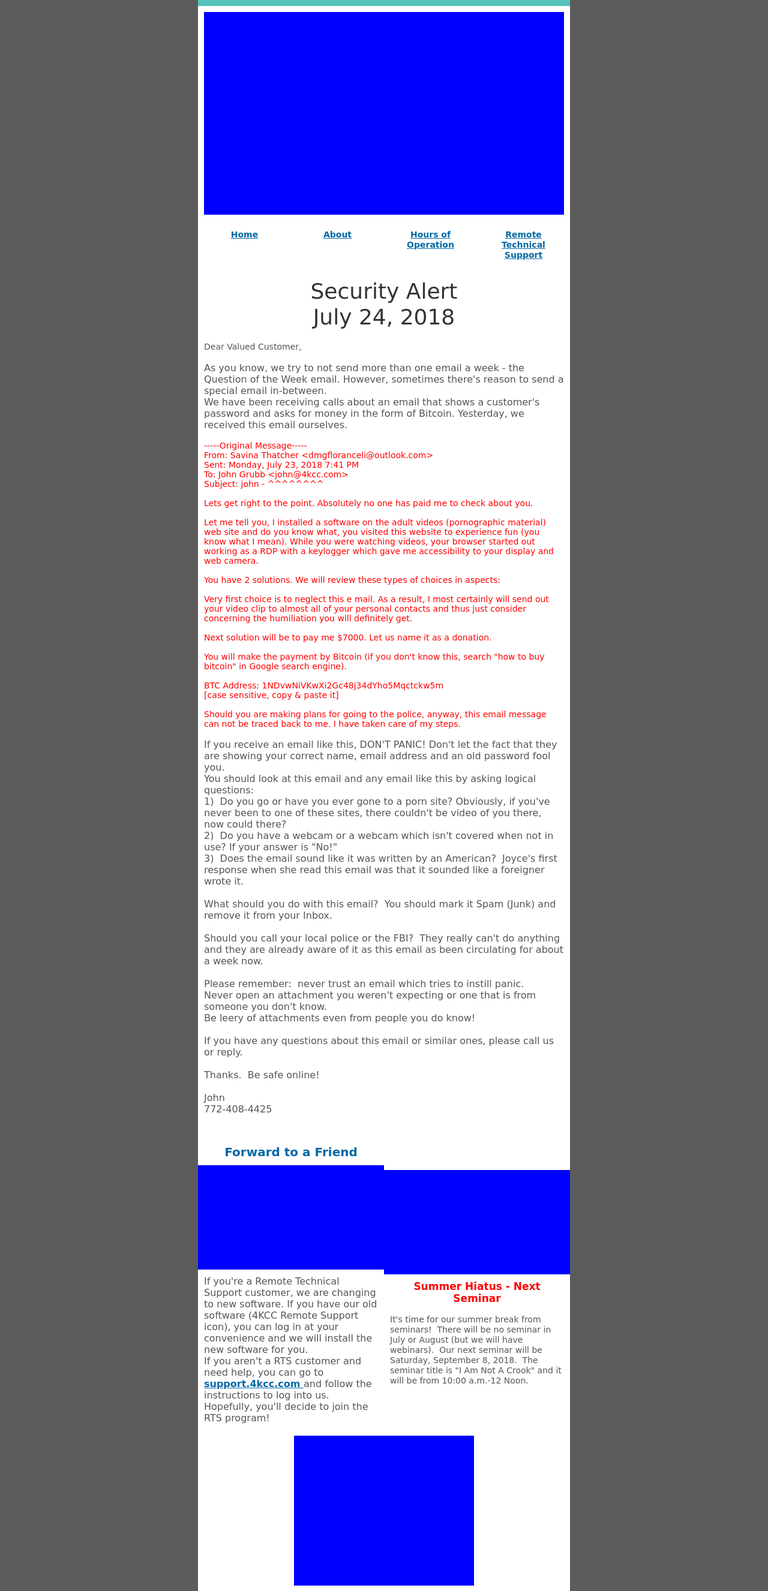 Home
About
Hours of
Operation
Remote
Technical
Support
Security Alert
July 24, 2018
Dear Valued Customer,
As you know, we try to not send more than one email a week - the
Question of the Week email. However, sometimes there's reason to send a
special email in-between.
We have been receiving calls about an email that shows a customer's
password and asks for money in the form of Bitcoin. Yesterday, we
received this email ourselves.
-----Original Message-----
From: Savina Thatcher <dmgfloranceli@outlook.com>
Sent: Monday, July 23, 2018 7:41 PM
To: John Grubb <john@4kcc.com>
Subject: john - ^^^^^^^^
Lets get right to the point. Absolutely no one has paid me to check about you.
Let me tell you, I installed a software on the adult videos (pornographic material)
web site and do you know what, you visited this website to experience fun (you
know what I mean). While you were watching videos, your browser started out
working as a RDP with a keylogger which gave me accessibility to your display and
web camera.
You have 2 solutions. We will review these types of choices in aspects:
Very first choice is to neglect this e mail. As a result, I most certainly will send out
your video clip to almost all of your personal contacts and thus just consider
concerning the humiliation you will definitely get.
Next solution will be to pay me $7000. Let us name it as a donation.
You will make the payment by Bitcoin (if you don't know this, search "how to buy
bitcoin" in Google search engine).
BTC Address: 1NDvwNiVKwXi2Gc48j34dYho5Mqctckw5m
[case sensitive, copy & paste it]
Should you are making plans for going to the police, anyway, this email message
can not be traced back to me. I have taken care of my steps.
If you receive an email like this, DON'T PANIC! Don't let the fact that they
are showing your correct name, email address and an old password fool
you.
You should look at this email and any email like this by asking logical
questions:
1)  Do you go or have you ever gone to a porn site? Obviously, if you've
never been to one of these sites, there couldn't be video of you there,
now could there?
2)  Do you have a webcam or a webcam which isn't covered when not in
use? If your answer is "No!"
3)  Does the email sound like it was written by an American?  Joyce's first
response when she read this email was that it sounded like a foreigner
wrote it.
What should you do with this email?  You should mark it Spam (Junk) and
remove it from your Inbox.
Should you call your local police or the FBI?  They really can't do anything
and they are already aware of it as this email as been circulating for about
a week now.
Please remember:  never trust an email which tries to instill panic.
Never open an attachment you weren't expecting or one that is from
someone you don't know.
Be leery of attachments even from people you do know!
If you have any questions about this email or similar ones, please call us
or reply.
Thanks.  Be safe online!
John
772-408-4425
Forward to a Friend
If you're a Remote Technical
Support customer, we are changing
to new software. If you have our old
software (4KCC Remote Support
icon), you can log in at your
convenience and we will install the
new software for you.
If you aren't a RTS customer and
need help, you can go to
support.4kcc.com and follow the
instructions to log into us.
Hopefully, you'll decide to join the
RTS program!
Summer Hiatus - Next
Seminar
It's time for our summer break from
seminars!  There will be no seminar in
July or August (but we will have
webinars).  Our next seminar will be
Saturday, September 8, 2018.  The
seminar title is "I Am Not A Crook" and it
will be from 10:00 a.m.-12 Noon.